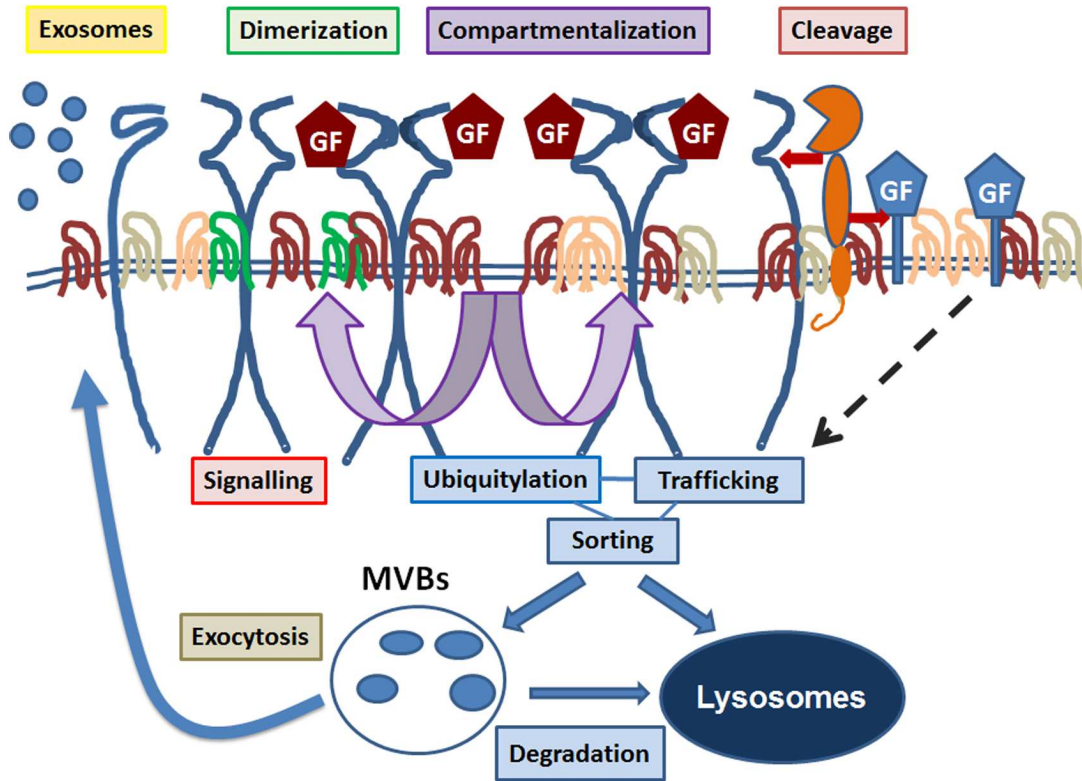 Exosomes
Dimerization
Compartmentalization
Cleavage
GF
GF
GF
GF
GF
GF
Signalling
Ubiquitylation
Trafficking
Sorting
MVBs
Exocytosis
Lysosomes
Degradation